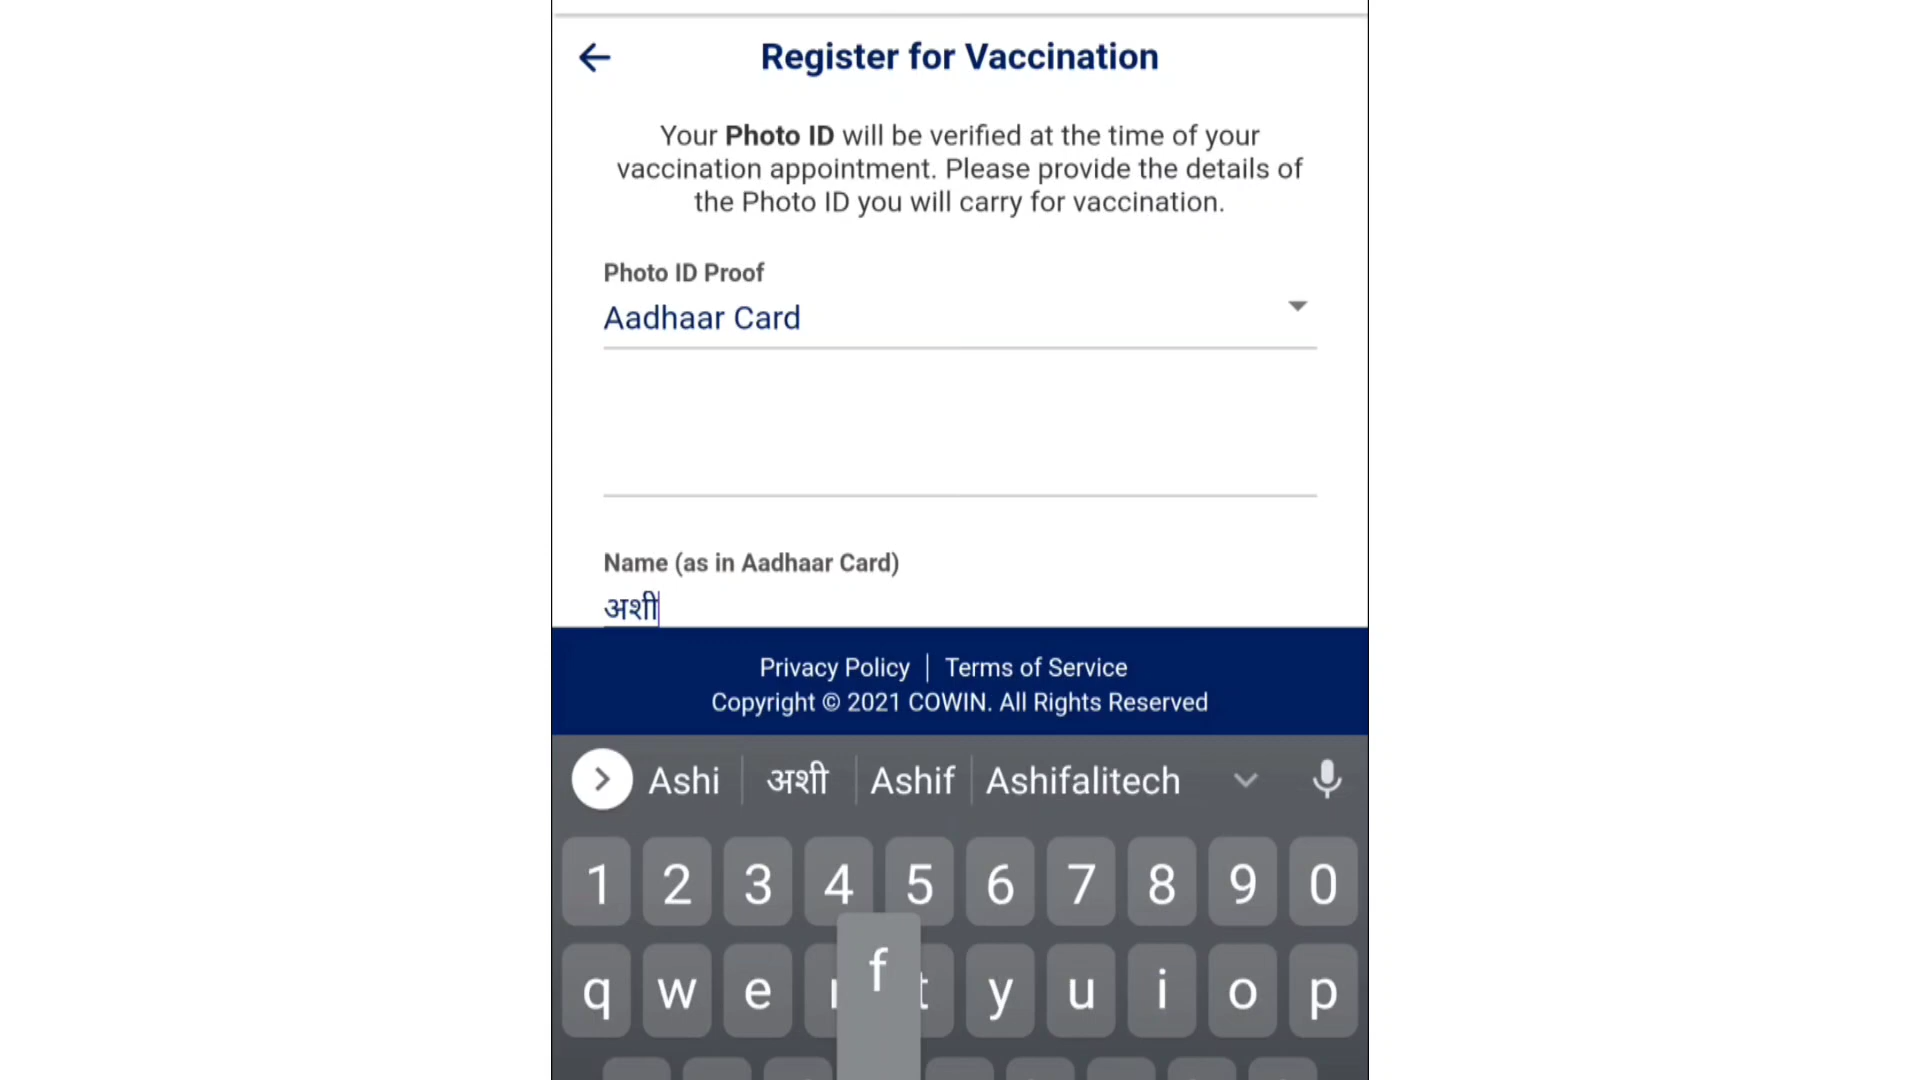 Register for Vaccination
Your Photo ID will be verified at the time of your
vaccination appointment. Please provide the details of
the Photo ID you will carry for vaccination.
Photo ID Proof
Aadhaar Card
Name (as in Aadhaar Card)
अशी
Privacy Policy | Terms of Service
Copyright © 2021 COWIN. All Rights Reserved
Ashi अशी Ashif Ashifalitech
1 2 3 4 5 6 7 8 9 0
f
q w e r t y u i o p